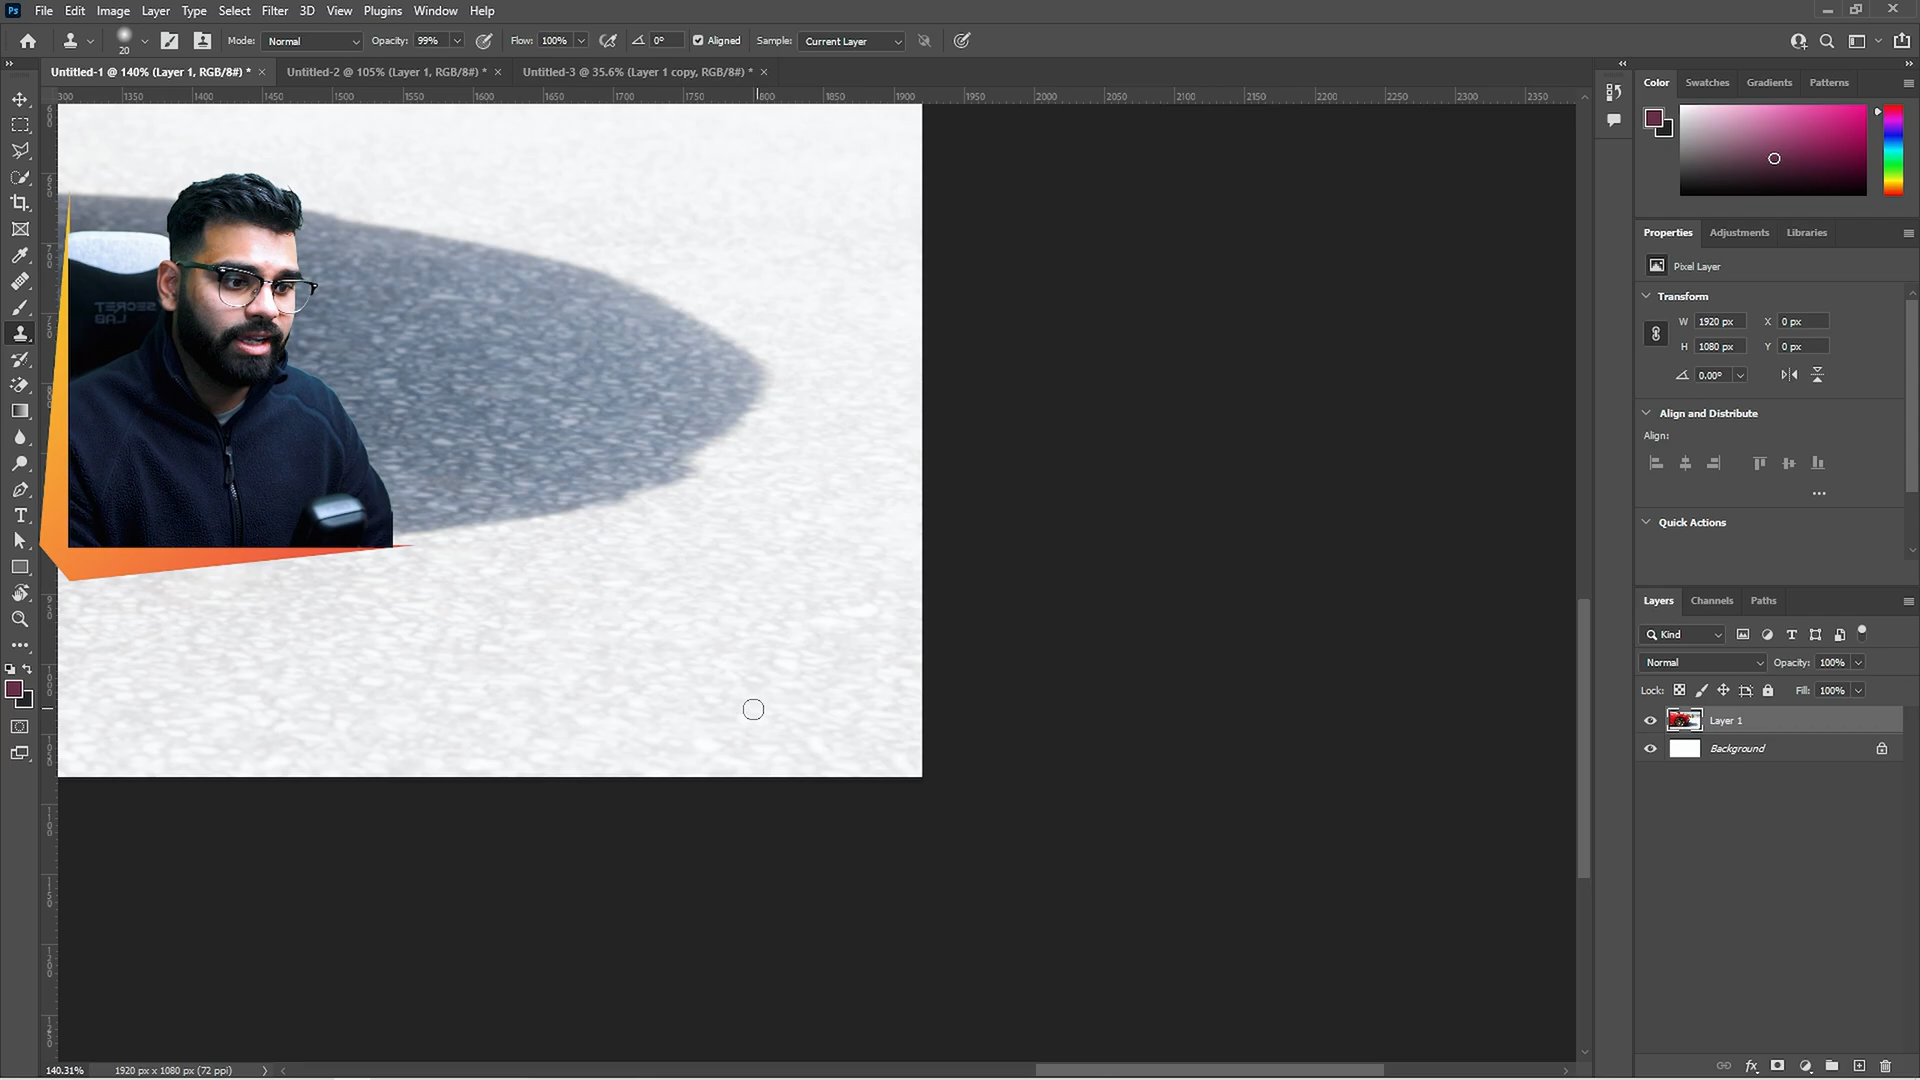 Ps File Edit Image Layer Type Select Filter 3D View Plugins Window Help
20 Mode: Normal Opacity: 99% Flow: 100% 0° Aligned Sample: Current Layer
Untitled-1 @ 140% (Layer 1, RGB/8#) * Untitled-2 @ 105% (Layer 1, RGB/8#) * Untitled-3 @ 35.6% (Layer 1 copy, RGB/8#) *
300 1350 1400 1450 1500 1550 1600 1650 1700 1750 1800 1850 1900 1950 2000 2050 2100 2150 2200 2250 2300 2350
Color Swatches Gradients Patterns
Properties Adjustments Libraries
Pixel Layer
Transform
W 1920 px X 0 px
H 1080 px Y 0 px
0.00°
Align and Distribute
Align:
Quick Actions
SECRET
LAB
Layers Channels Paths
Kind
Normal Opacity: 100%
Lock: Fill: 100%
Layer 1
Background
140.31% 1920 px x 1080 px (72 ppi)